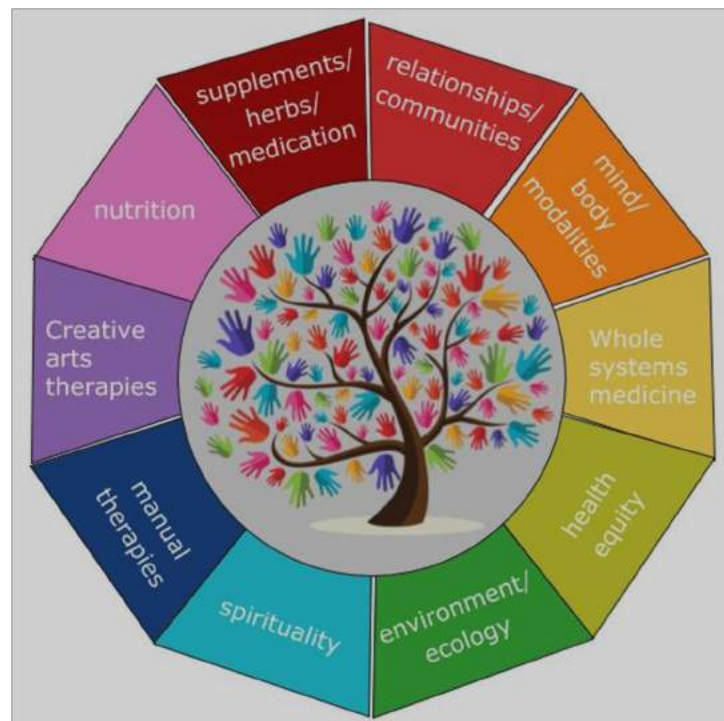 supplements/
herbs/
medication
relationships/
communities
mind/
body
modalities
Whole
systems
medicine
health
equity
environment/
ecology
spirituality
manual
therapies
Creative
arts
therapies
nutrition